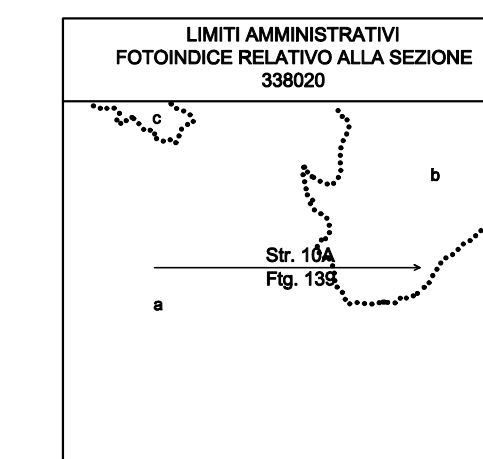 LIMITI AMMINISTRATIVI
FOTOINDICE RELATIVO ALLA SEZIONE
338020
c
b
Str. 10A
Ftg. 139
a